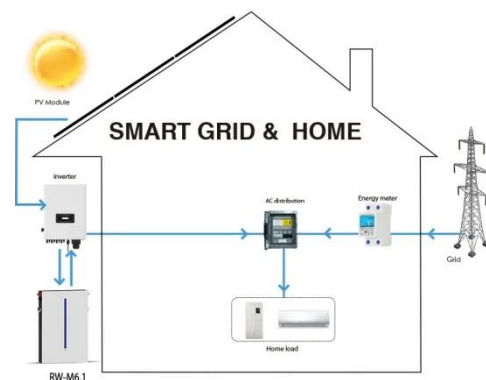 PV Module
SMART GRID & HOME
inverter
AC distribution
Energy meter
Grid
Home load
RW-M6.1